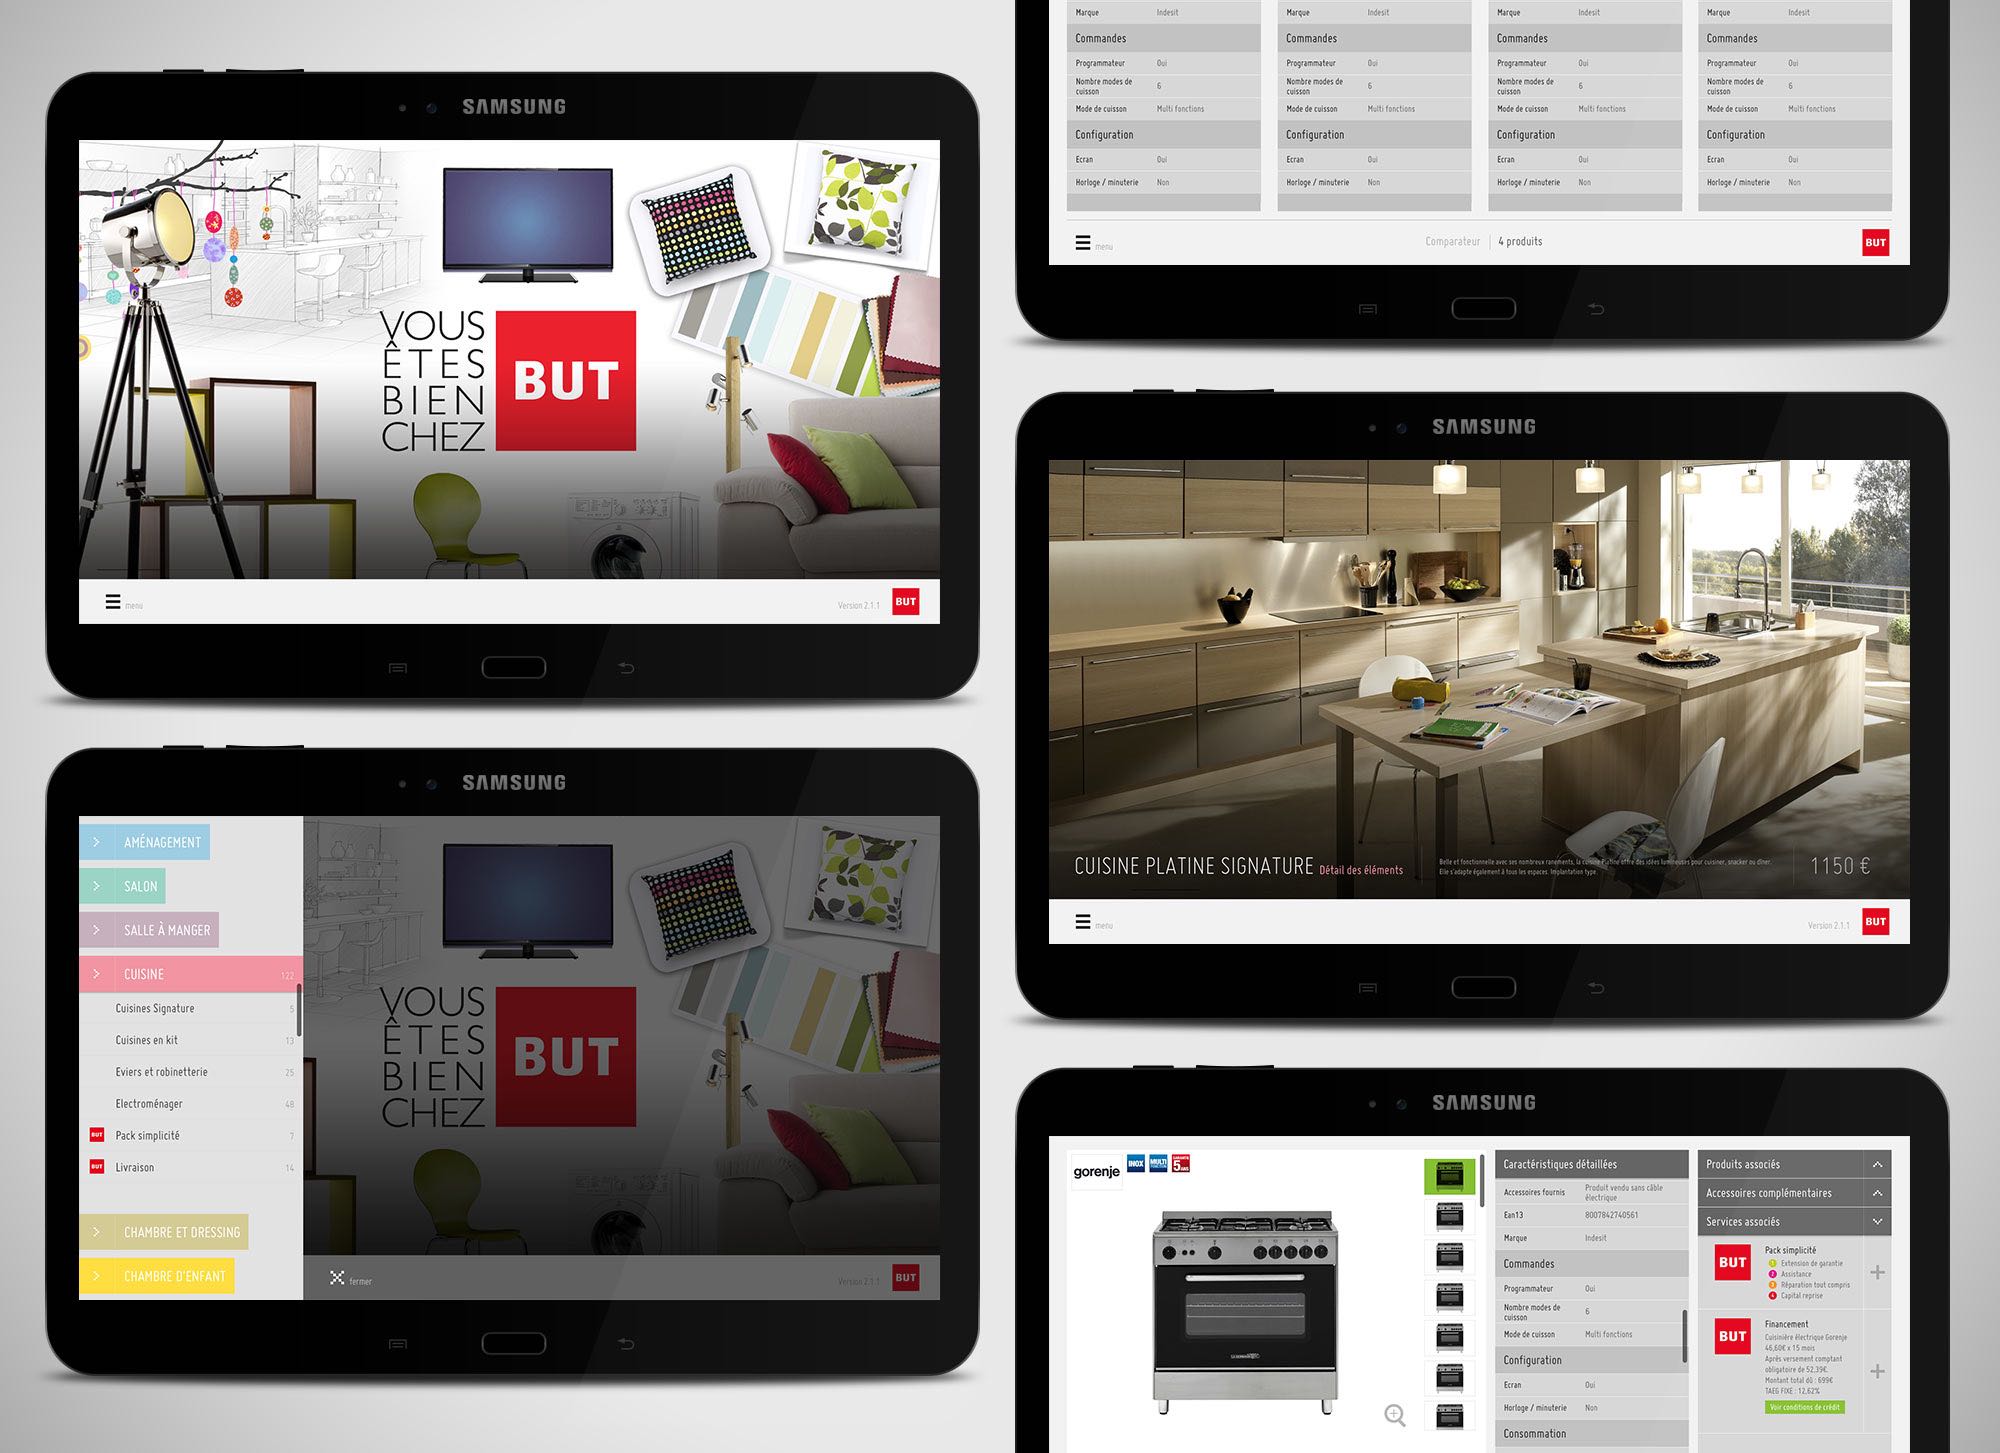 SAMSUNG
VOUS
ÊTES
BIEN
CHEZ
BUT
menu
Version 2.1.1
BUT
SAMSUNG
AMÉNAGEMENT
SALON
SALLE À MANGER
CUISINE 122
Cuisines Signature 5
Cuisines en kit 13
Eviers et robinetterie 25
Electroménager 48
BUT Pack simplicité 7
BUT Livraison 14
CHAMBRE ET DRESSING
CHAMBRE D'ENFANT
VOUS
ÊTES
BIEN
CHEZ
BUT
fermer
Version 2.1.1
BUT
Marque Indesit Marque Indesit Marque Indesit Marque Indesit
Commandes Commandes Commandes Commandes
Programmateur Oui Programmateur Oui Programmateur Oui Programmateur Oui
Nombre modes de cuisson 6 Nombre modes de cuisson 6 Nombre modes de cuisson 6 Nombre modes de cuisson 6
Mode de cuisson Multi fonctions Mode de cuisson Multi fonctions Mode de cuisson Multi fonctions Mode de cuisson Multi fonctions
Configuration Configuration Configuration Configuration
Ecran Oui Ecran Oui Ecran Oui Ecran Oui
Horloge / minuterie Non Horloge / minuterie Non Horloge / minuterie Non Horloge / minuterie Non
menu
Comparateur | 4 produits
BUT
SAMSUNG
CUISINE PLATINE SIGNATURE Détail des éléments
Belle et fonctionnelle avec ses nombreux rangements, la cuisine Platine offre des idées lumineuses pour cuisiner, snacker ou dîner.
Elle s'adapte également à tous les espaces. Implantation type.
1150 €
menu
Version 2.1.1
BUT
SAMSUNG
gorenje
INOX
MULTI
FONCTION
GARANTIE
5 ANS
Caractéristiques détaillées
Accessoires fournis Produit vendu sans câble
électrique
Ean13 8007842740561
Marque Indesit
Commandes
Programmateur Oui
Nombre modes de
cuisson 6
Mode de cuisson Multi fonctions
Configuration
Ecran Oui
Horloge / minuterie Non
Consommation
Produits associés
Accessoires complémentaires
Services associés
BUT
Pack simplicité
1 Extension de garantie
2 Assistance
3 Réparation tout compris
4 Capital reprise
BUT
Financement
Cuisinière électrique Gorenje
46,60€ x 15 mois
Après versement comptant
obligatoire de 52,39€.
Montant total dû : 699€
TAEG FIXE : 12,62%
Voir conditions de crédit